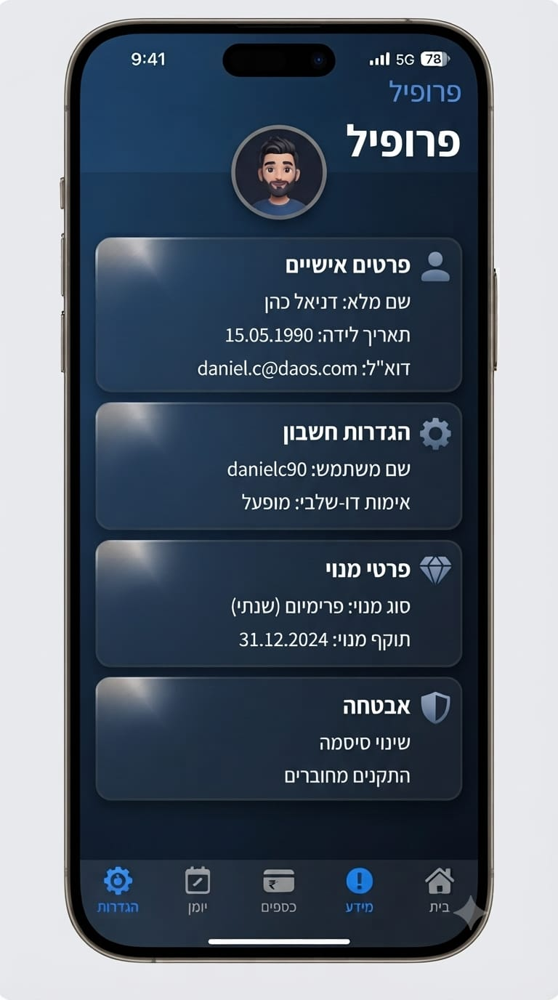 9:41
5G 78
פרופיל
פרופיל
פרטים אישיים
שם מלא: דניאל כהן
תאריך לידה: 15.05.1990
דוא"ל: daniel.c@daos.com
הגדרות חשבון
שם משתמש: danielc90
אימות דו-שלבי: מופעל
פרטי מנוי
סוג מנוי: פרימיום (שנתי)
תוקף מנוי: 31.12.2024
אבטחה
שינוי סיסמה
התקנים מחוברים
בית
מידע
₹
כספים
יומן
הגדרות